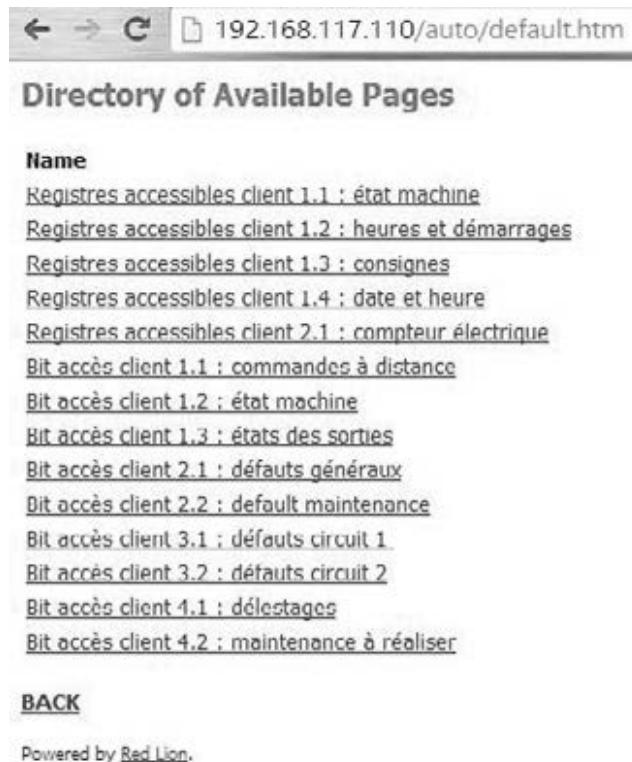 192.168.117.110/auto/default.htm
Directory of Available Pages
Name
Registres accessibles client 1.1 : état machine
Registres accessibles client 1.2 : heures et démarrages
Registres accessibles client 1.3 : consignes
Registres accessibles client 1.4 : date et heure
Registres accessibles client 2.1 : compteur électrique
Bit accès client 1.1 : commandes à distance
Bit accès client 1.2 : état machine
Bit accès client 1.3 : états des sorties
Bit accès client 2.1 : défauts généraux
Bit accès client 2.2 : default maintenance
Bit accès client 3.1 : défauts circuit 1
Bit accès client 3.2 : défauts circuit 2
Bit accès client 4.1 : délestages
Bit accès client 4.2 : maintenance à réaliser
BACK
Powered by Red Lion.